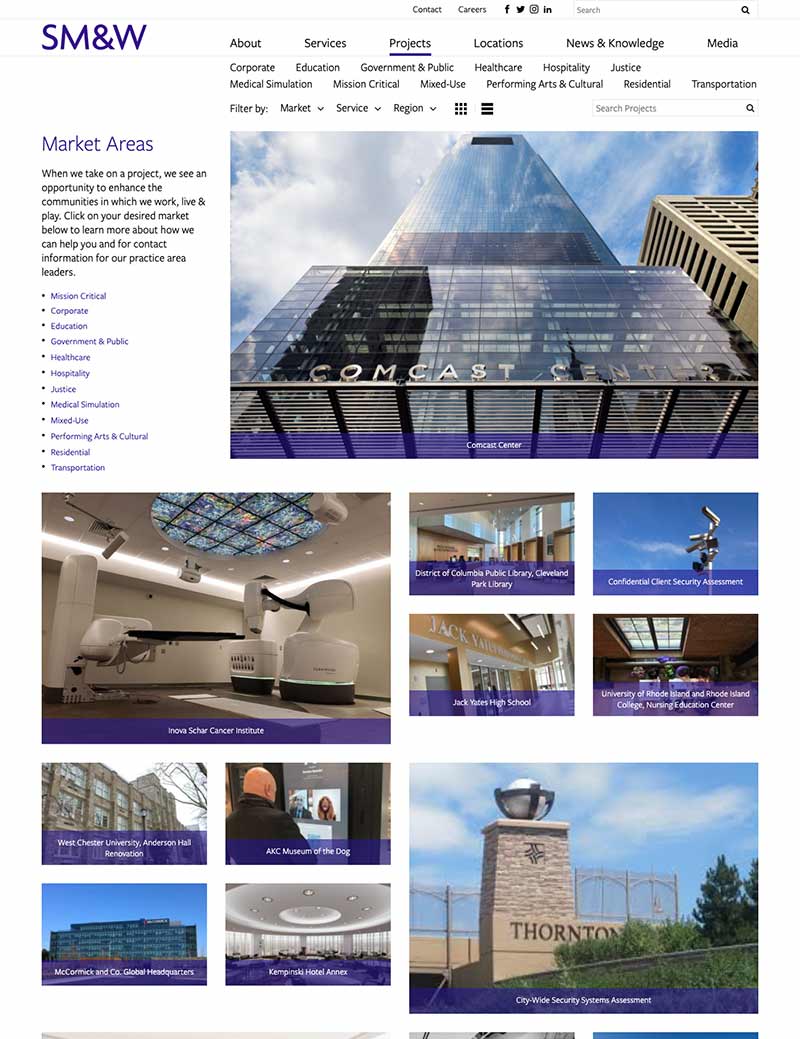 Contact Careers Search
SM&W
About Services Projects Locations News & Knowledge Media
Corporate Education Government & Public Healthcare Hospitality Justice
Medical Simulation Mission Critical Mixed-Use Performing Arts & Cultural Residential Transportation
Filter by: Market Service Region Search Projects
Market Areas
When we take on a project, we see an
opportunity to enhance the
communities in which we work, live &
play. Click on your desired market
below to learn more about how we
can help you and for contact
information for our practice area
leaders.
• Mission Critical
• Corporate
• Education
• Government & Public
• Healthcare
• Hospitality
• Justice
• Medical Simulation
• Mixed-Use
• Performing Arts & Cultural
• Residential
• Transportation
COMCAST CENTER
Comcast Center
Inova Schar Cancer Institute
District of Columbia Public Library, Cleveland
Park Library
Confidential Client Security Assessment
JACK YATES
Jack Yates High School
University of Rhode Island and Rhode Island
College, Nursing Education Center
West Chester University, Anderson Hall
Renovation
AKC Museum of the Dog
McCormick and Co. Global Headquarters
Kempinski Hotel Annex
THORNTON
City-Wide Security Systems Assessment